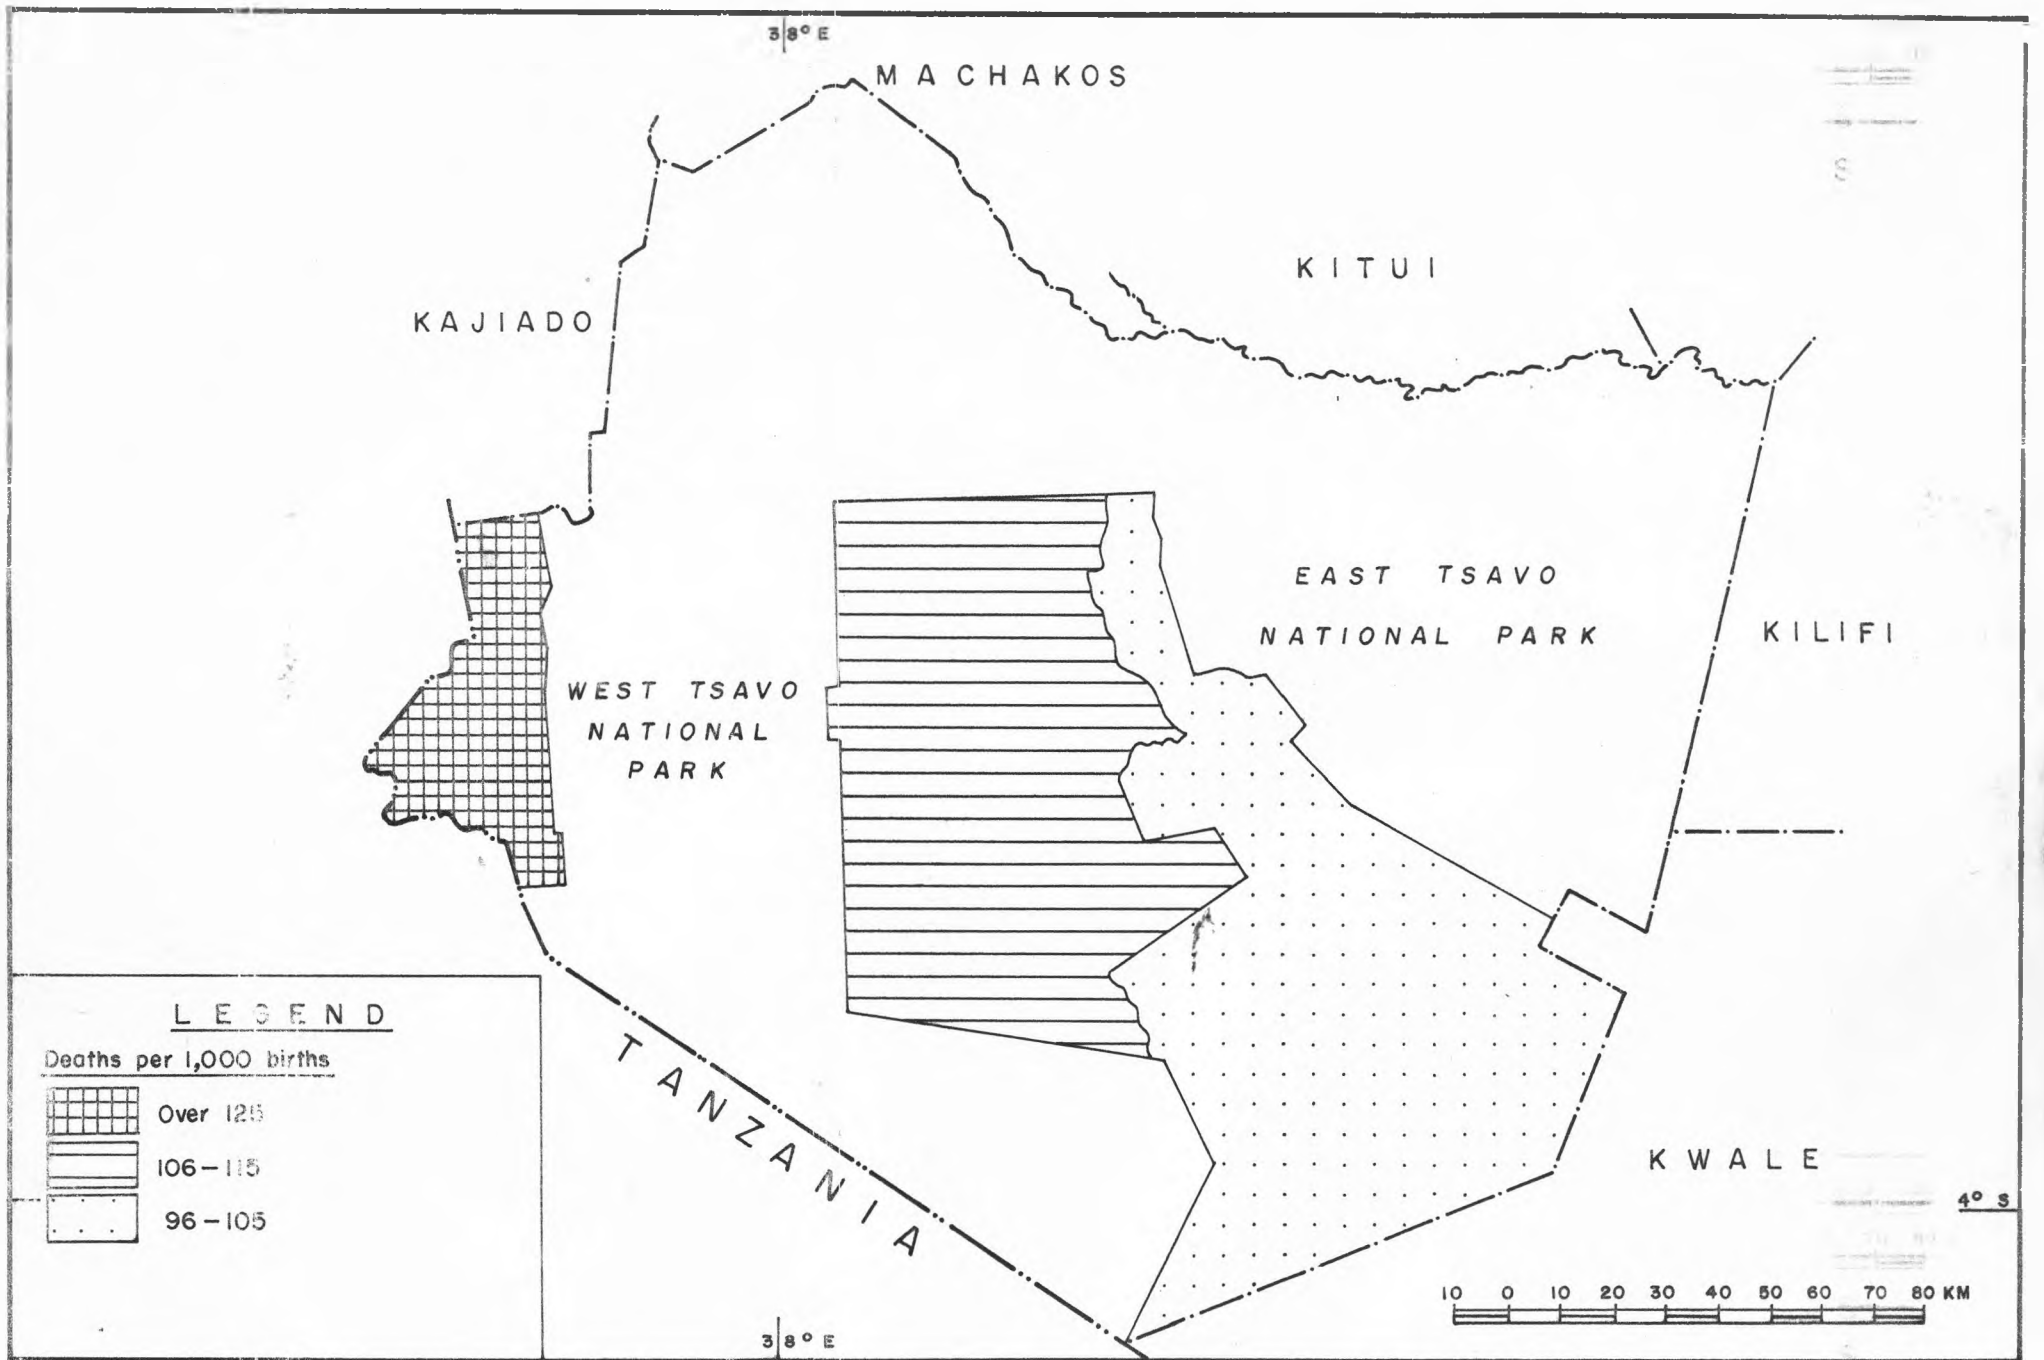 38° E
MACHAKOS
KITUI
KAJIADO
EAST TSAVO
NATIONAL PARK
KILIFI
WEST TSAVO
NATIONAL
PARK
LEGEND
Deaths per 1,000 births
Over 125
106-115
96-105
TANZANIA
KWALE
4° S
10 0 10 20 30 40 50 60 70 80 KM
38° E